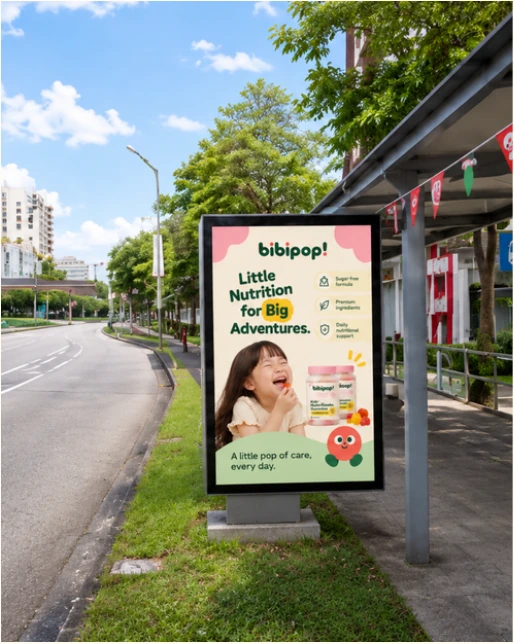 bibipop!
Little
Nutrition
for Big
Adventures.
Sugar-free
formula
Premium
ingredients
Daily
nutritional
support
bibipop!
A little pop of care,
every day.